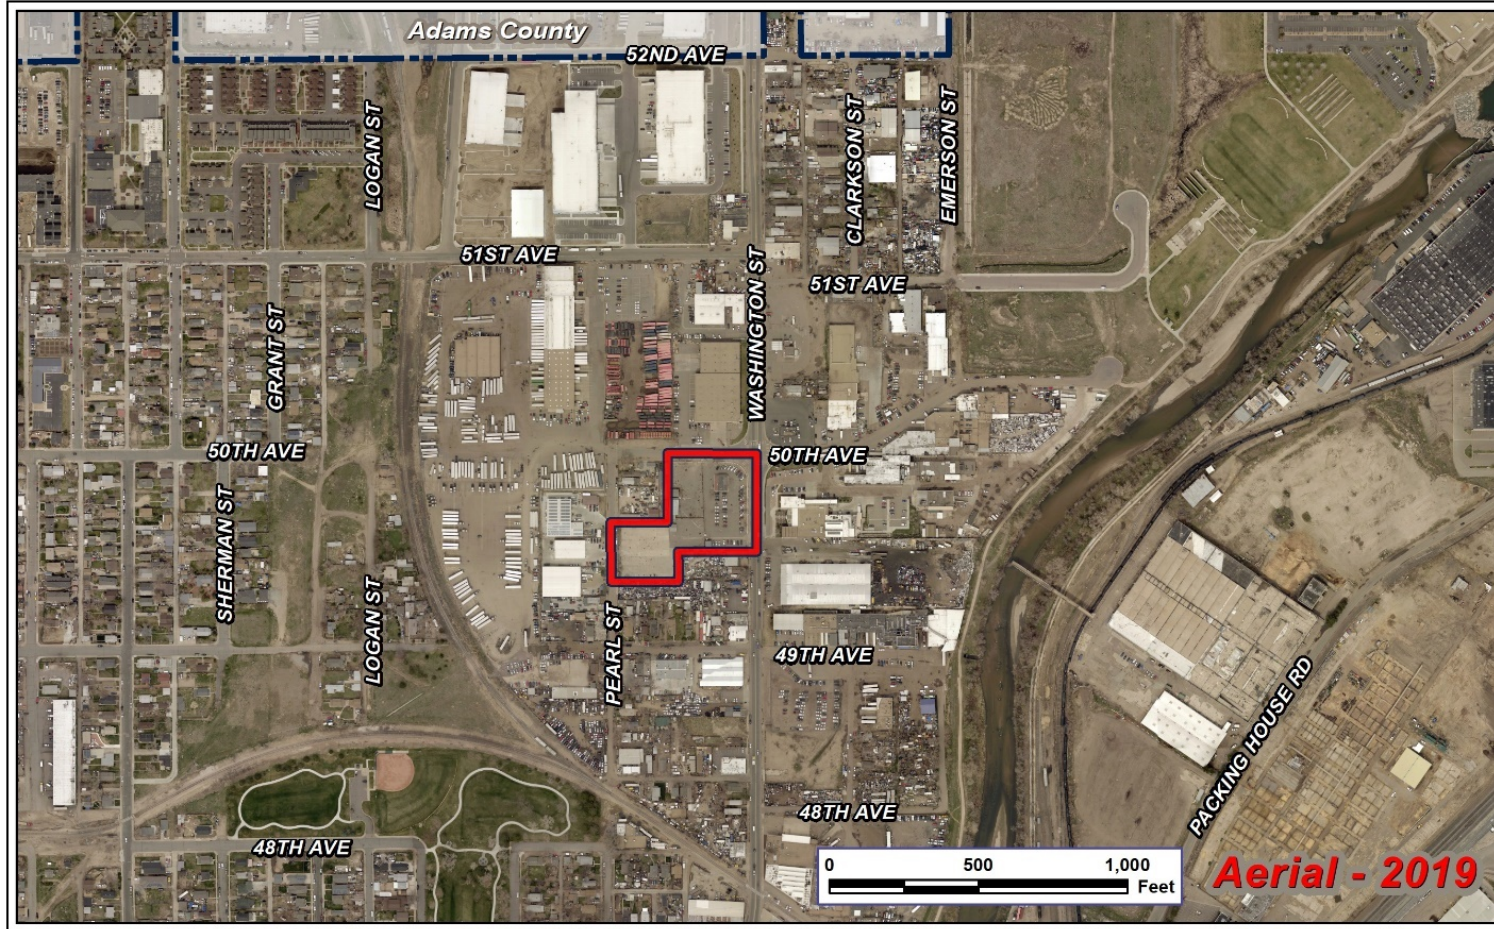 Adams County
52ND AVE
LOGAN ST
CLARKSON ST
EMERSON ST
51ST AVE
WASHINGTON ST
51ST AVE
GRANT ST
50TH AVE
50TH AVE
SHERMAN ST
LOGAN ST
PEARL ST
49TH AVE
PACKING HOUSE RD
48TH AVE
48TH AVE
0 500 1,000
Feet
Aerial - 2019